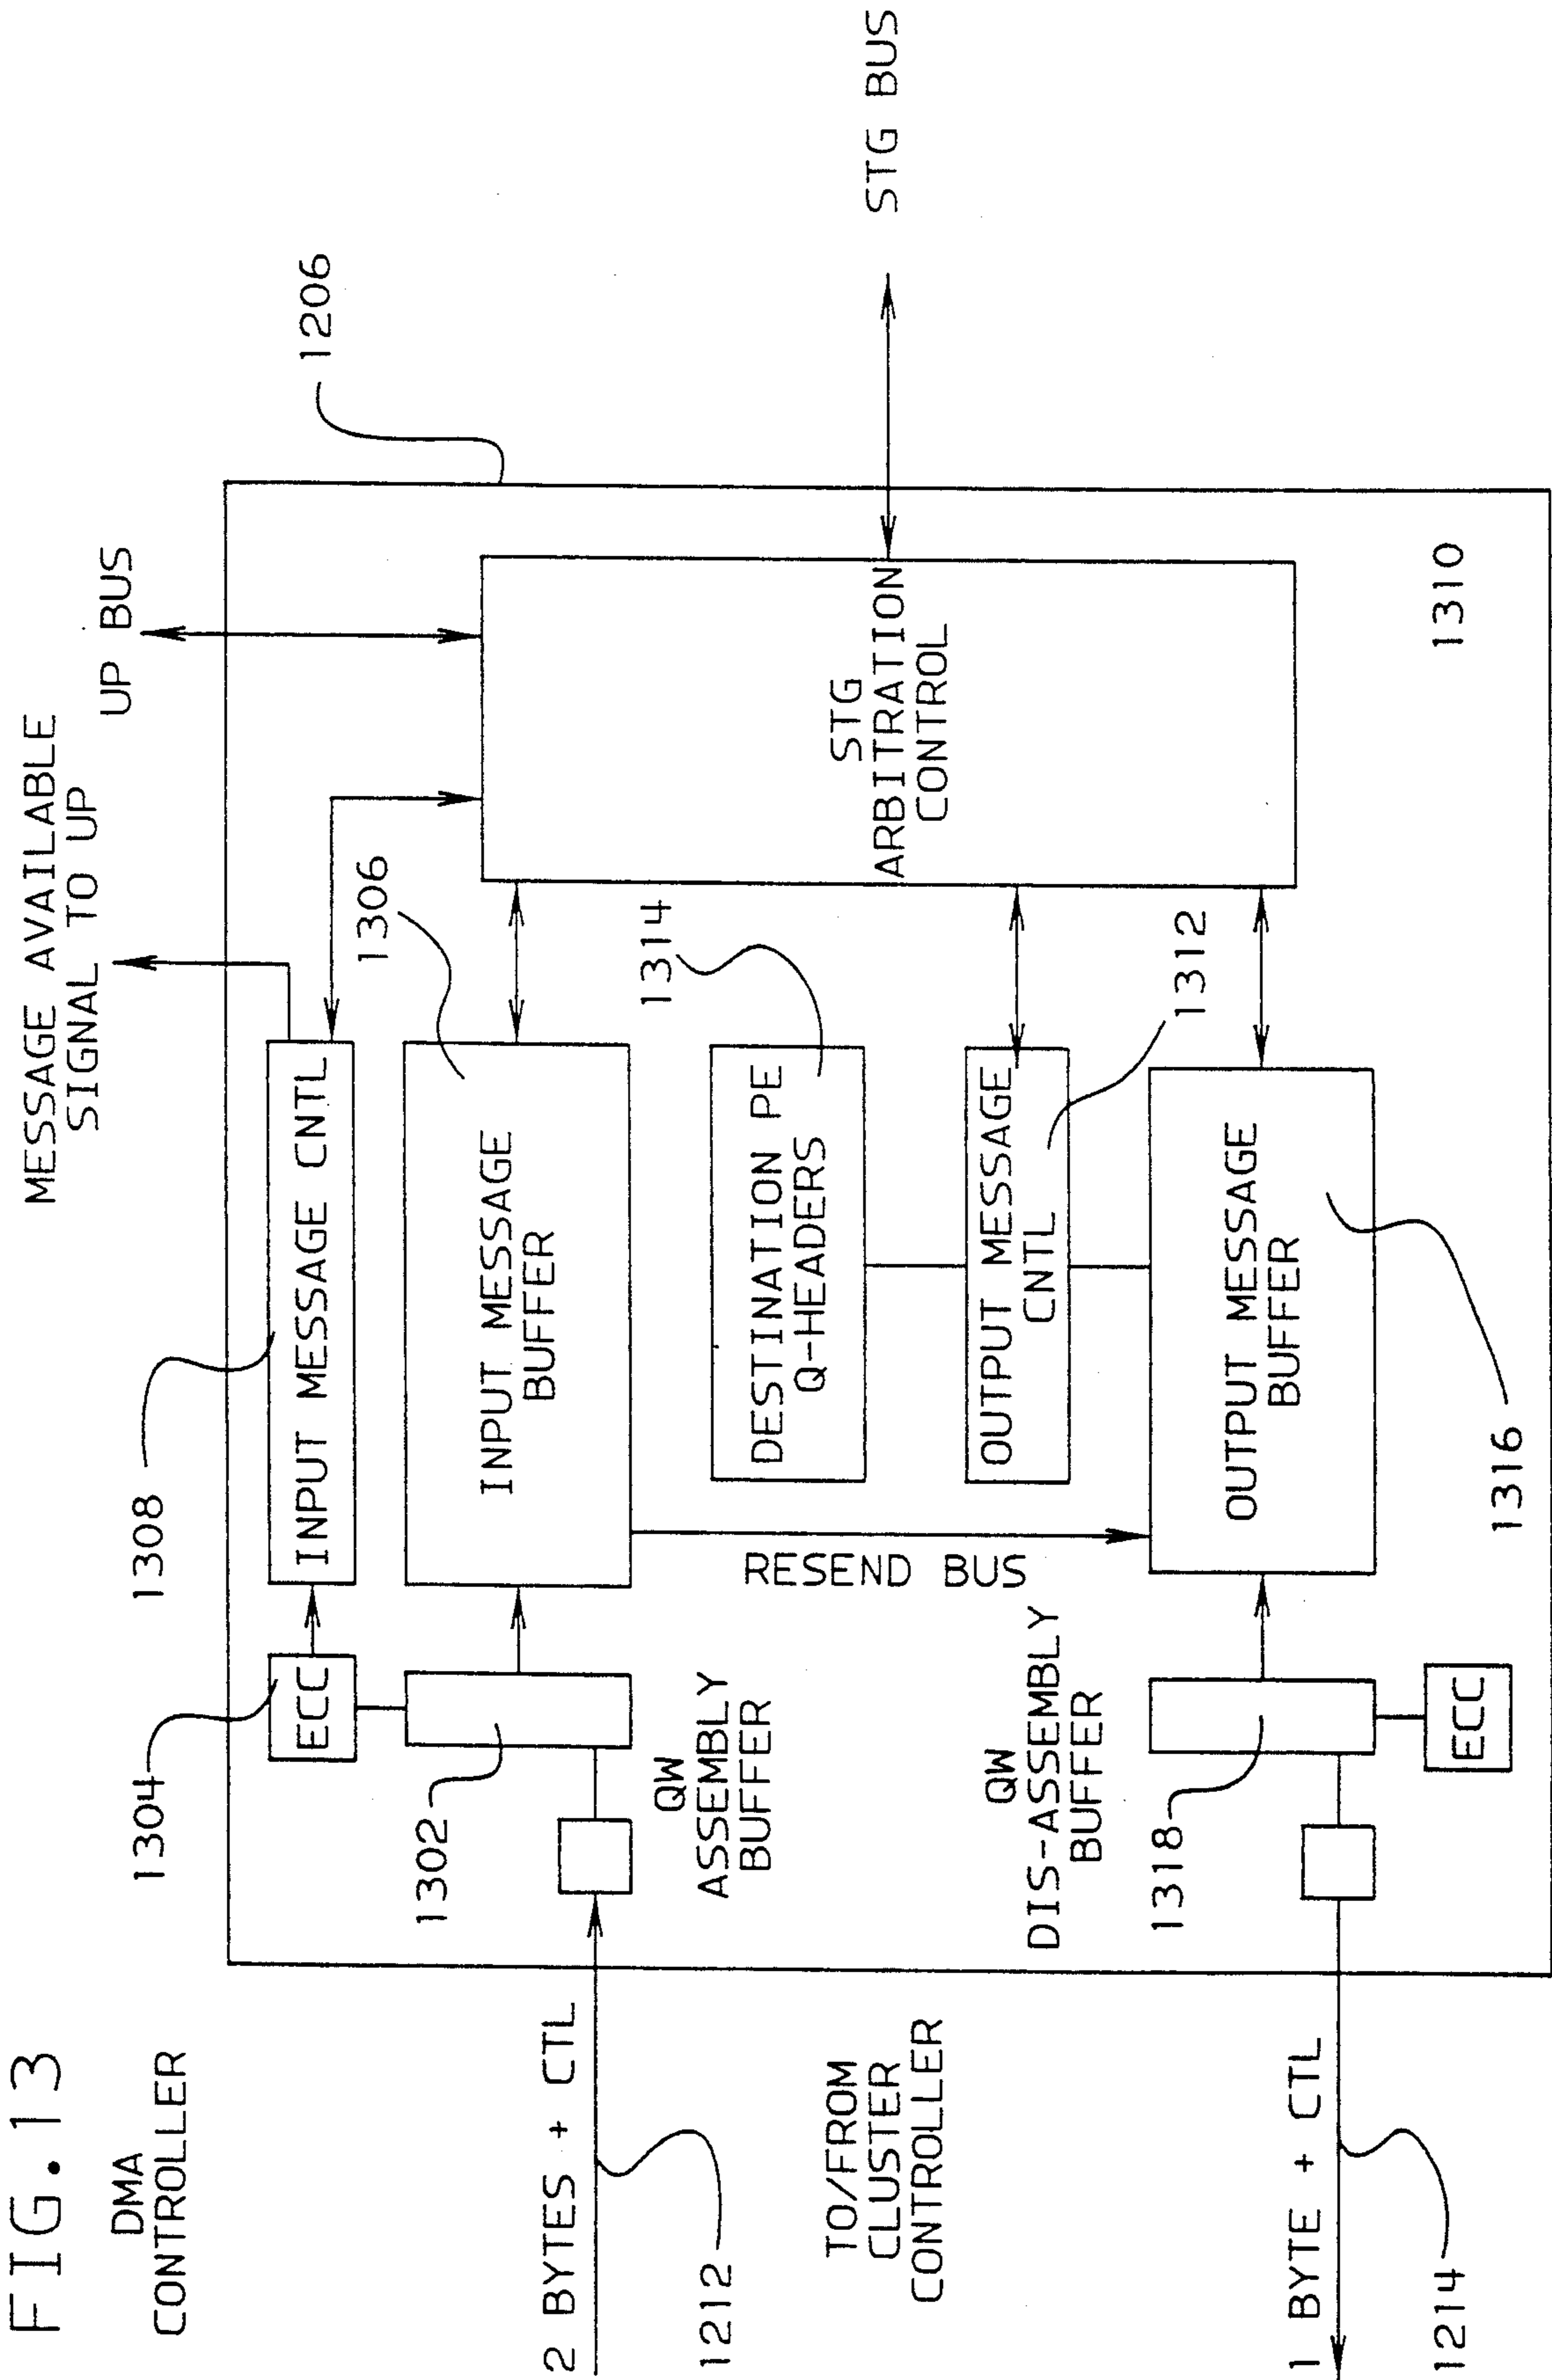 FIG.13
DMA
CONTROLLER
MESSAGE AVAILABLE
SIGNAL TO UP
UP BUS
1308
1304
1206
ECC
INPUT MESSAGE CNTL
1306
2 BYTES + CTL
1212
1302
INPUT MESSAGE
BUFFER
QW
ASSEMBLY
BUFFER
1314
DESTINATION PE
Q-HEADERS
RESEND BUS
STG
ARBITRATION
CONTROL
STG BUS
TO/FROM
CLUSTER
CONTROLLER
OUTPUT MESSAGE
CNTL
1312
QW
DIS-ASSEMBLY
BUFFER
1318
OUTPUT MESSAGE
BUFFER
1 BYTE + CTL
1214
ECC
1316
1310